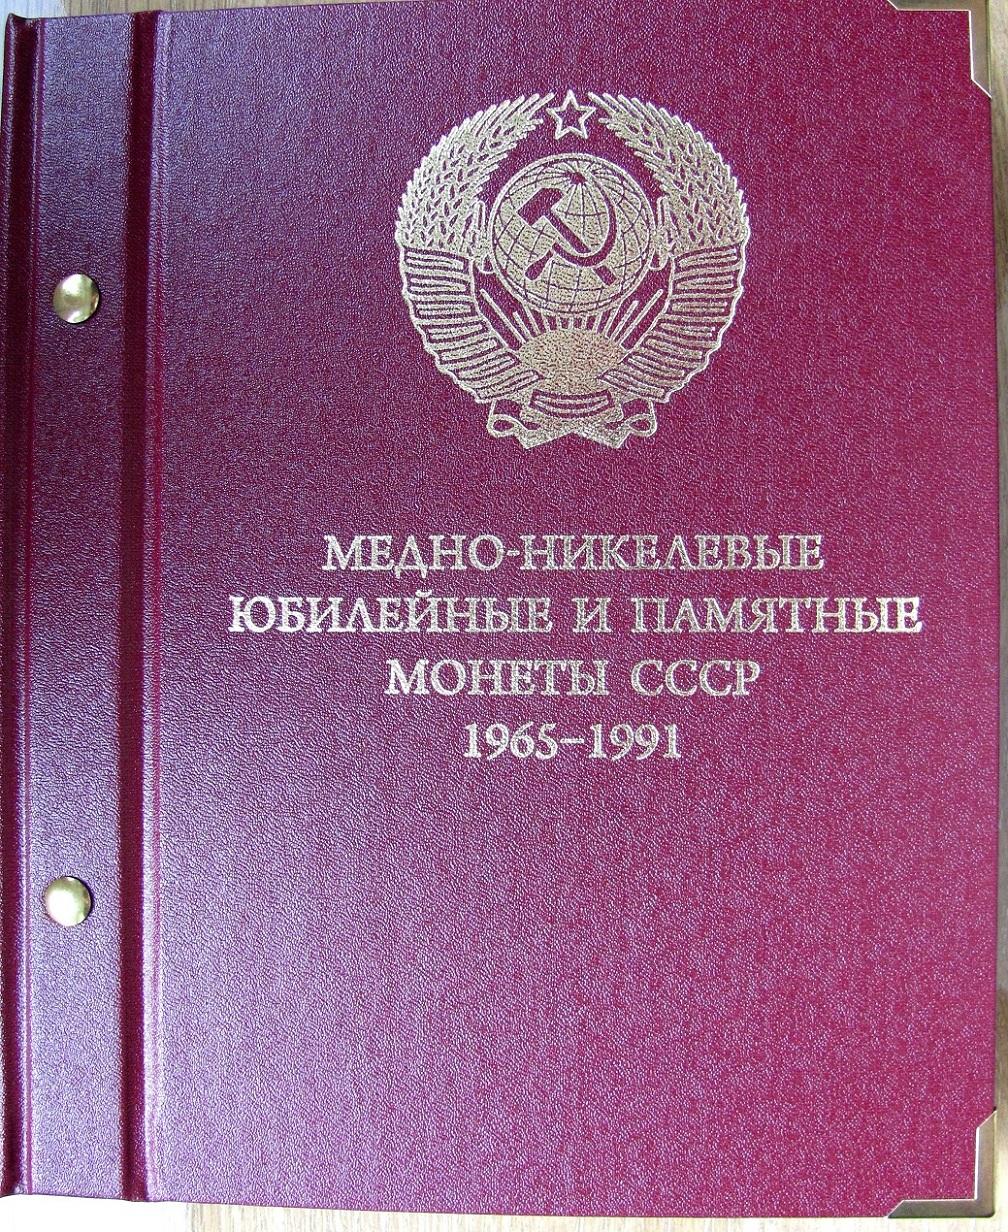 МЕДНО-НИКЕЛЕВЫЕ
ЮБИЛЕЙНЫЕ И ПАМЯТНЫЕ
МОНЕТЫ СССР
1965–1991